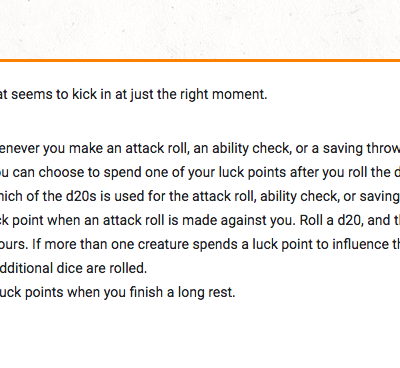 at seems to kick in at just the right moment.
enever you make an attack roll, an ability check, or a saving throw
u can choose to spend one of your luck points after you roll the d
ich of the d20s is used for the attack roll, ability check, or saving
ck point when an attack roll is made against you. Roll a d20, and t
ours. If more than one creature spends a luck point to influence th
dditional dice are rolled.
uck points when you finish a long rest.